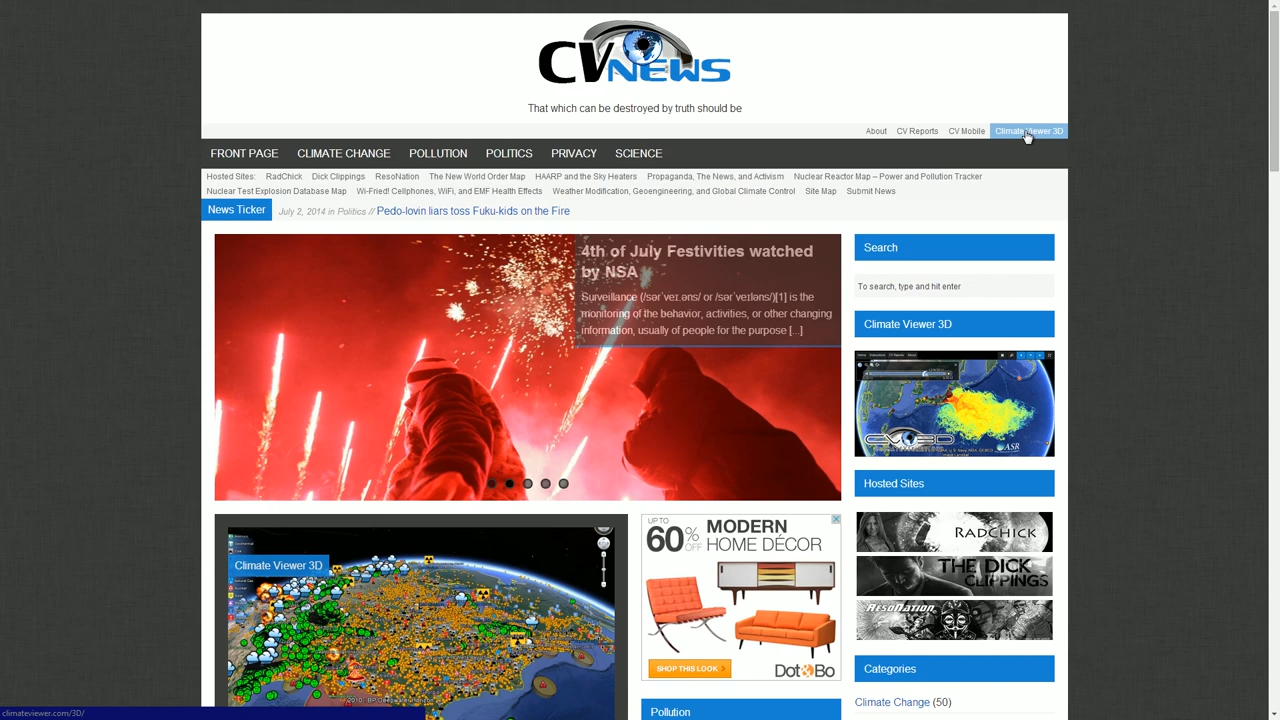 CV NEWS
That which can be destroyed by truth should be
About CV Reports CV Mobile Climate Viewer 3D
FRONT PAGE CLIMATE CHANGE POLLUTION POLITICS PRIVACY SCIENCE
Hosted Sites: RadChick Dick Clippings ResoNation The New World Order Map HAARP and the Sky Heaters Propaganda, The News, and Activism Nuclear Reactor Map – Power and Pollution Tracker
Nuclear Test Explosion Database Map Wi-Fried! Cellphones, WiFi, and EMF Health Effects Weather Modification, Geoengineering, and Global Climate Control Site Map Submit News
News Ticker July 2, 2014 in Politics // Pedo-lovin liars toss Fuku-kids on the Fire
4th of July Festivities watched
by NSA
Surveillance (/sərˈveɪ.əns/ or /sərˈveɪləns/)[1] is the
monitoring of the behavior, activities, or other changing
information, usually of people for the purpose [...]
Search
To search, type and hit enter
Climate Viewer 3D
CV3D
ASR
Hosted Sites
RADCHICK
THE DICK
CLIPPINGS
RESONATION
Categories
Climate Change (50)
Climate Viewer 3D
UP TO
60% OFF
MODERN
HOME DÉCOR
SHOP THIS LOOK >
Dot & Bo
Pollution
climateviewer.com/3D/